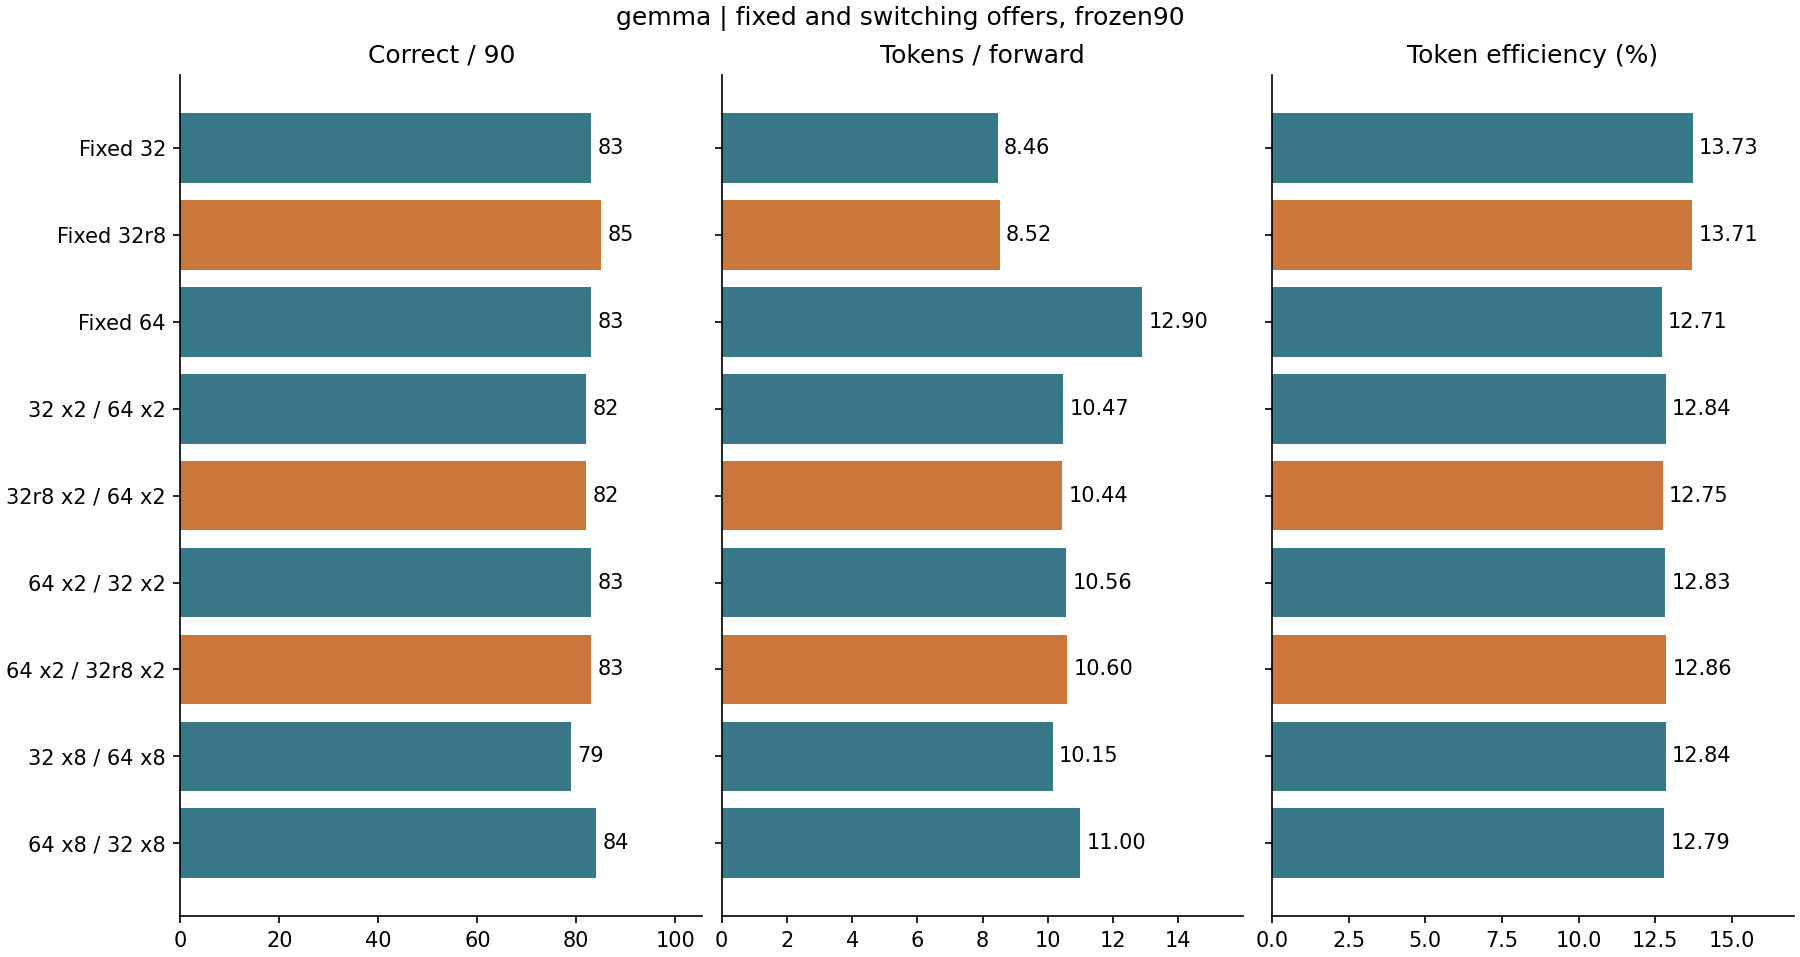 gemma | fixed and switching offers, frozen90
Correct / 90
Tokens / forward
Token efficiency (%)
Fixed 32 83 8.46 13.73
Fixed 32r8 85 8.52 13.71
Fixed 64 83 12.90 12.71
32 x2 / 64 x2 82 10.47 12.84
32r8 x2 / 64 x2 82 10.44 12.75
64 x2 / 32 x2 83 10.56 12.83
64 x2 / 32r8 x2 83 10.60 12.86
32 x8 / 64 x8 79 10.15 12.84
64 x8 / 32 x8 84 11.00 12.79
0 20 40 60 80 100
0 2 4 6 8 10 12 14
0.0 2.5 5.0 7.5 10.0 12.5 15.0